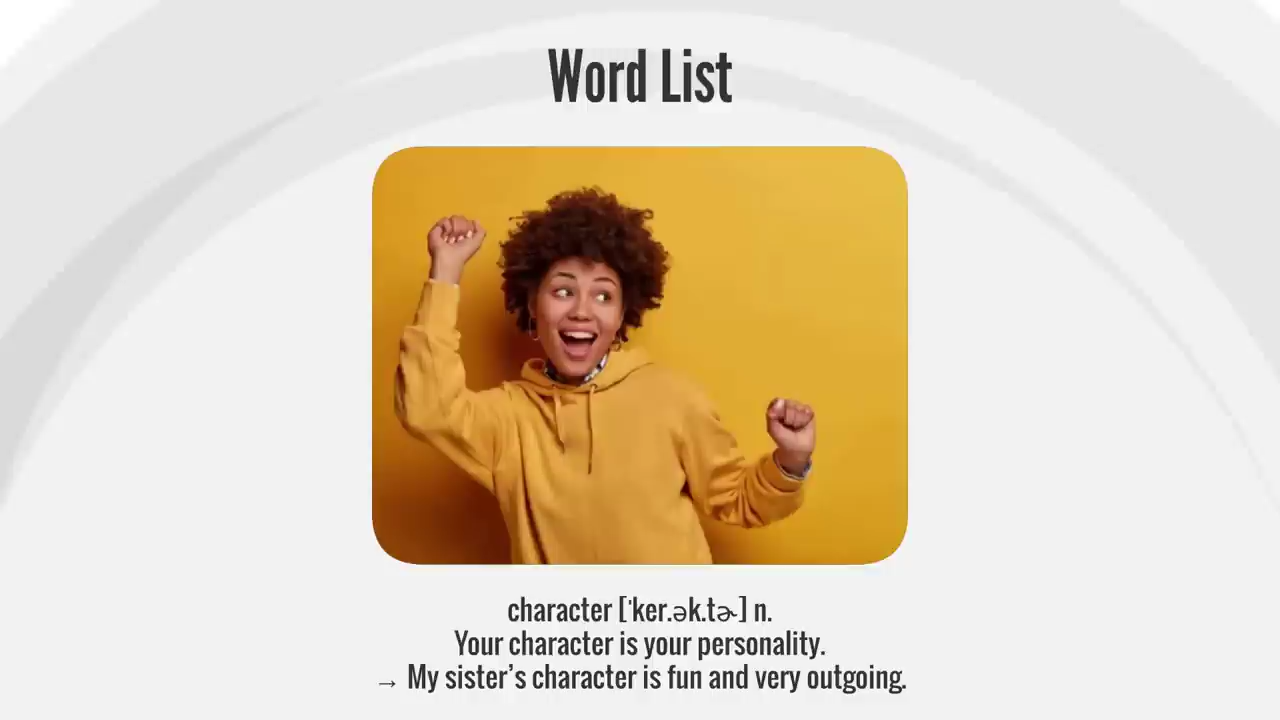 Word List
character [ˈker.ək.tɚ] n.
Your character is your personality.
→ My sister’s character is fun and very outgoing.